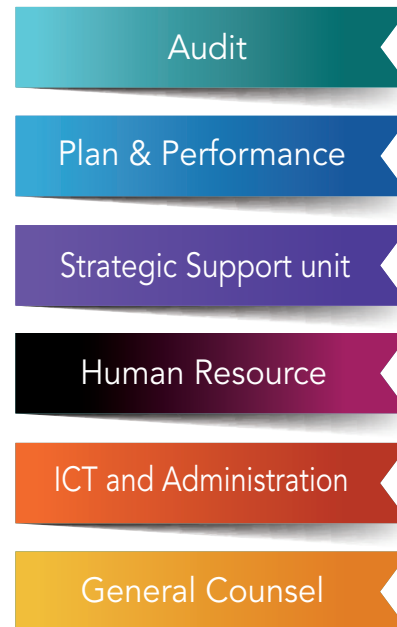 Audit
Plan & Performance
Strategic Support unit
Human Resource
ICT and Administration
General Counsel